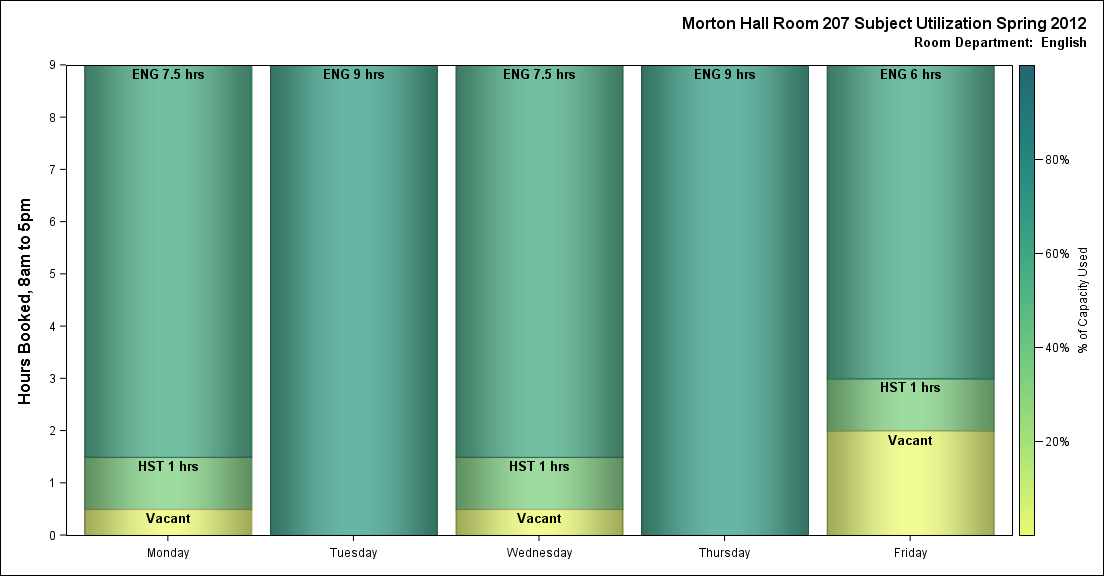 Morton Hall Room 207 Subject Utilization Spring 2012
Room Department:  English
Hours Booked, 8am to 5pm
9
8
7
6
5
4
3
2
1
0
ENG 7.5 hrs
HST 1 hrs
Vacant
ENG 9 hrs
ENG 7.5 hrs
HST 1 hrs
Vacant
ENG 9 hrs
ENG 6 hrs
HST 1 hrs
Vacant
Monday
Tuesday
Wednesday
Thursday
Friday
80%
60%
40%
20%
% of Capacity Used